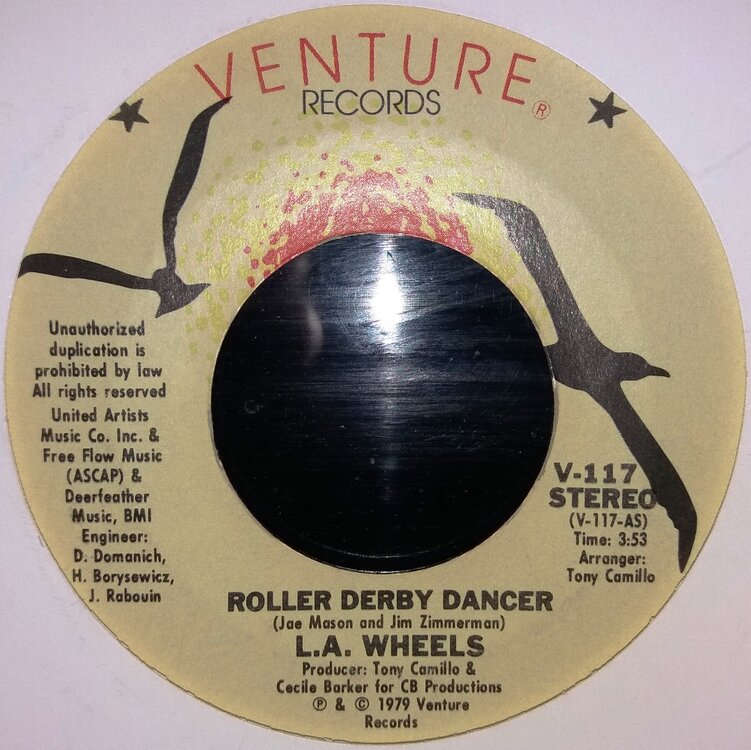 VENTURE ®
RECORDS
Unauthorized
duplication is
prohibited by law
All rights reserved
United Artists
Music Co. Inc. &
Free Flow Music
(ASCAP) &
Deerfeather
Music, BMI
Engineer:
D. Domanich,
H. Borysewicz,
J. Rabouin
V-117
STEREO
(V-117-AS)
Time: 3:53
Arranger:
Tony Camillo
ROLLER DERBY DANCER
(Jae Mason and Jim Zimmerman)
L.A. WHEELS
Producer: Tony Camillo &
Cecile Barker for CB Productions
℗ & © 1979 Venture
Records